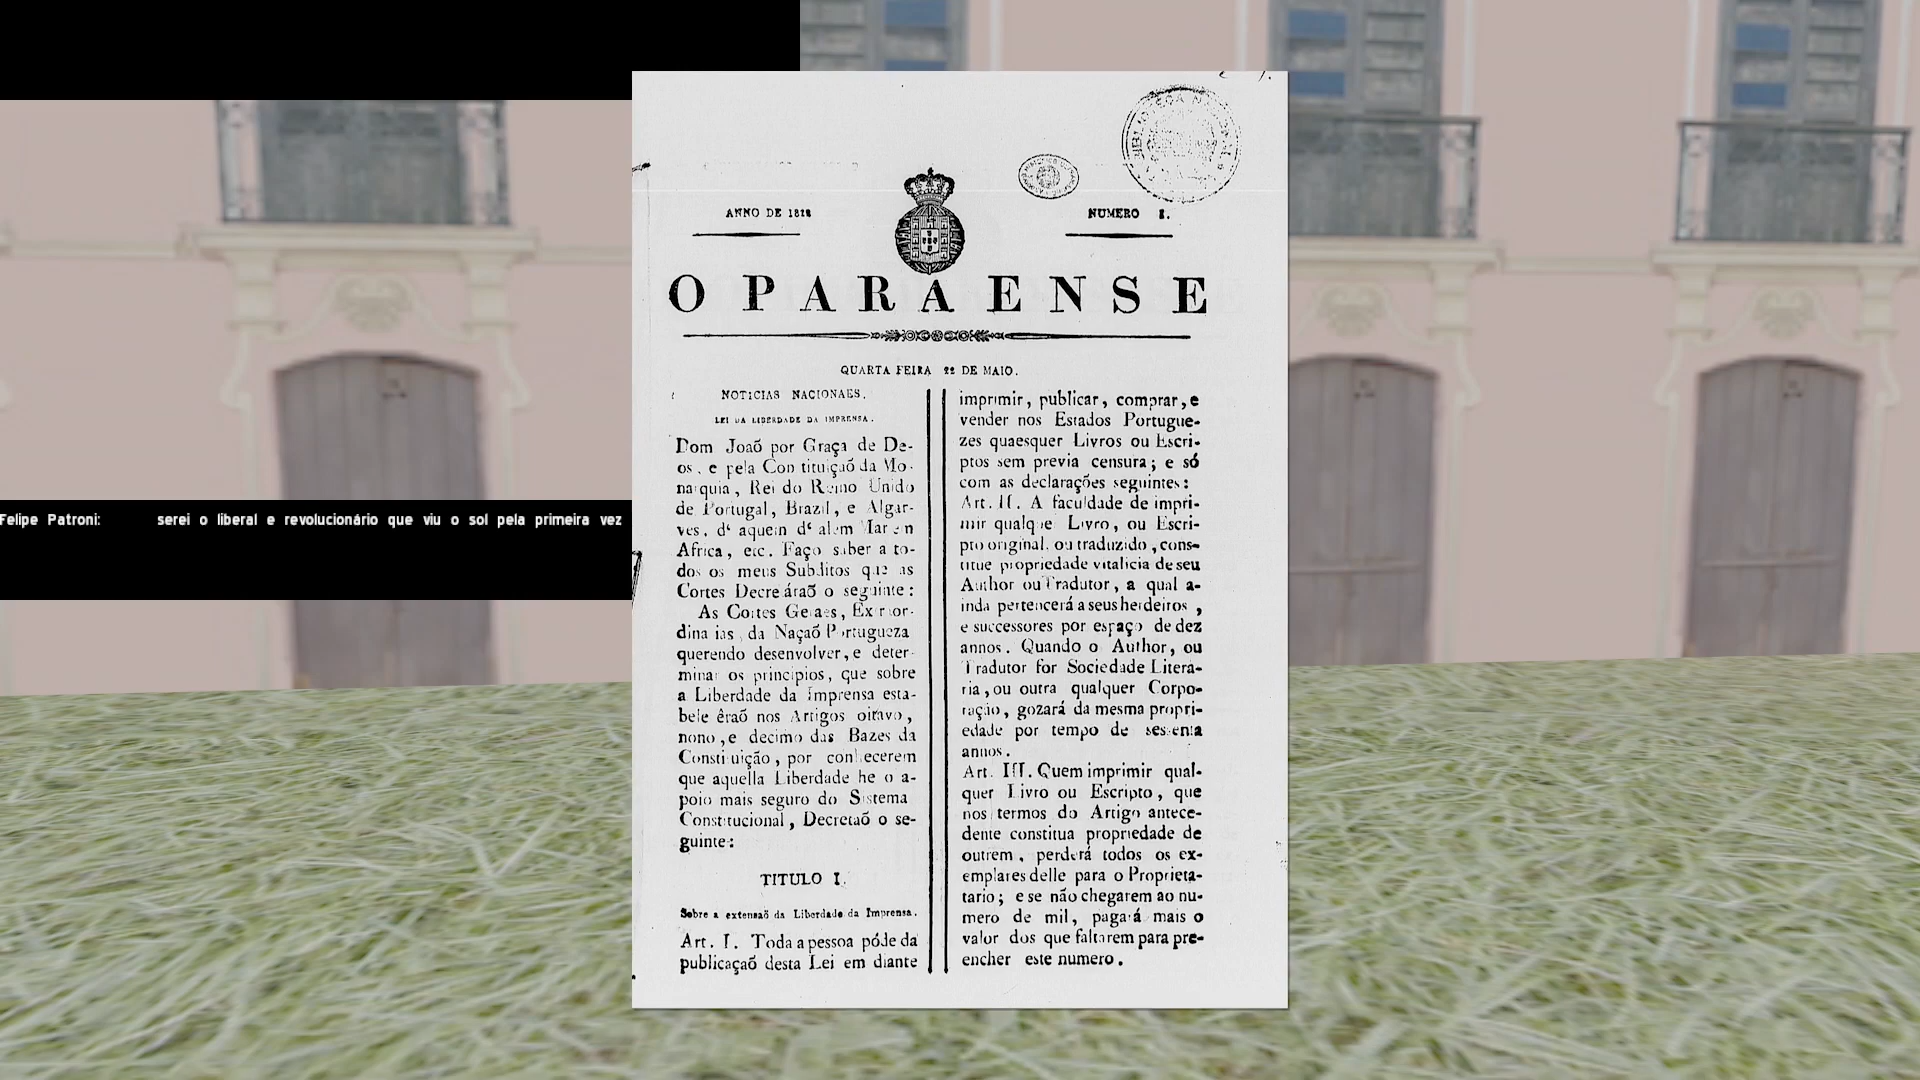 Felipe Patroni: serei o liberal e revolucionário que viu o sol pela primeira vez
ANNO DE 1822
NUMERO 1.
O PARAENSE
QUARTA FEIRA 22 DE MAIO.
NOTICIAS NACIONAES.
LEI DA LIBERDADE DA IMPRENSA.
Dom Joaõ por Graça de De-
os, e pela Constituiçaõ da Mo-
narquia, Rei do Reino Unido
de Portugal, Brazil, e Algar-
ves, d'aquem d'alem Mar em
Africa, etc. Faço saber a to-
dos os meus Subditos que as
Cortes Decretáraõ o seguinte:
As Cortes Geraes, Extraor-
dinarias, da Naçaõ Portugueza
querendo desenvolver, e deter-
minar os principios, que sobre
a Liberdade da Imprensa esta-
belecêraõ nos Artigos oitavo,
nono, e decimo das Bazes da
Constituição, por conhecerem
que aquella Liberdade he o a-
poio mais seguro do Sistema
Constitucional, Decretaõ o se-
guinte:
TITULO I.
Sobre a extensaõ da Liberdade da Imprensa.
Art. I. Toda a pessoa póde da
publicaçaõ desta Lei em diante
imprimir, publicar, comprar, e
vender nos Estados Portugue-
zes quaesquer Livros ou Escri-
ptos sem previa censura; e só
com as declarações seguintes:
Art. II. A faculdade de impri-
mir qualquer Livro, ou Escri-
pto original, ou traduzido, cons-
titue propriedade vitalicia de seu
Author ou Tradutor, a qual a-
inda pertencerá a seus herdeiros,
e successores por espaço de dez
annos. Quando o Author, ou
Tradutor for Sociedade Litera-
ria, ou outra qualquer Corpo-
ração, gozará da mesma propri-
edade por tempo de sessenta
annos.
Art. III. Quem imprimir qual-
quer Livro ou Escripto, que
nos termos do Artigo antece-
dente constitua propriedade de
outrem, perderá todos os ex-
emplares delle para o Proprieta-
tario; e se não chegarem ao nu-
mero de mil, pagará mais o
valor dos que faltarem para pre-
encher este numero.